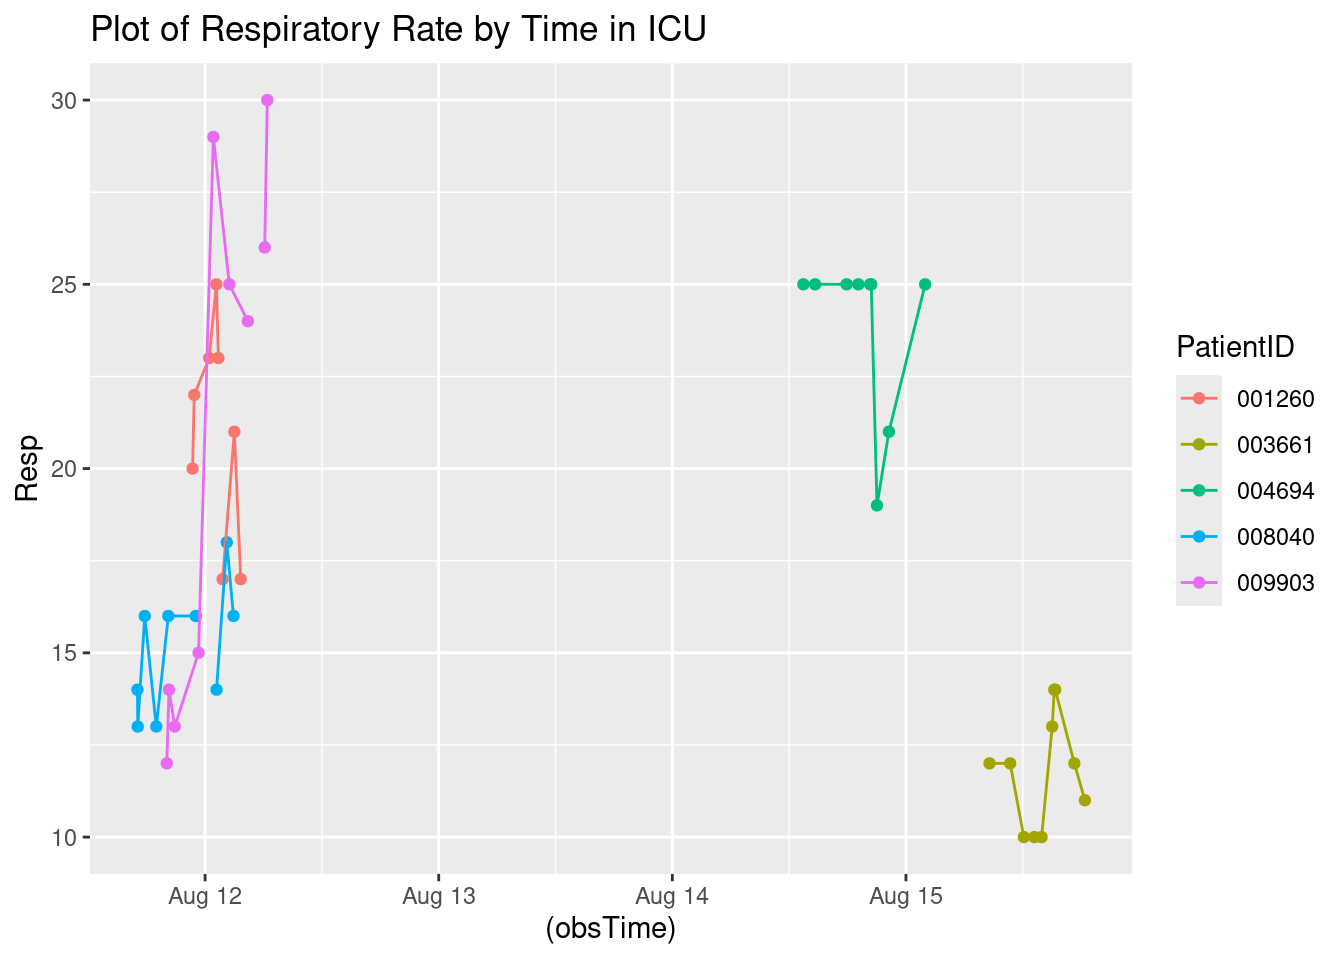 Plot of Respiratory Rate by Time in ICU
30
25
20
15
10
Resp
Aug 12
Aug 13
Aug 14
Aug 15
(obsTime)
PatientID
001260
003661
004694
008040
009903